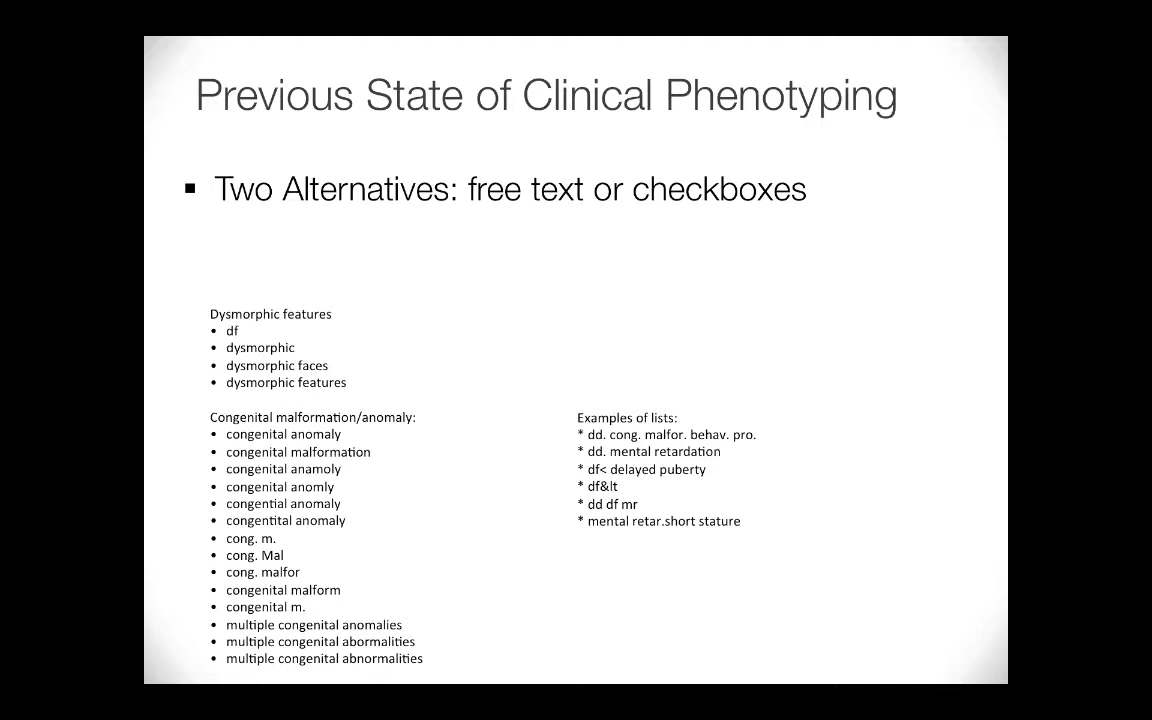 Previous State of Clinical Phenotyping
▪ Two Alternatives: free text or checkboxes
Dysmorphic features
• df
• dysmorphic
• dysmorphic faces
• dysmorphic features
Congenital malformation/anomaly:
• congenital anomaly
• congenital malformation
• congenital anamoly
• congenital anomly
• congential anomaly
• congentital anomaly
• cong. m.
• cong. Mal
• cong. malfor
• congenital malform
• congenital m.
• multiple congenital anomalies
• multiple congenital abormalities
• multiple congenital abnormalities
Examples of lists:
* dd. cong. malfor. behav. pro.
* dd. mental retardation
* df< delayed puberty
* df&lt
* dd df mr
* mental retar.short stature